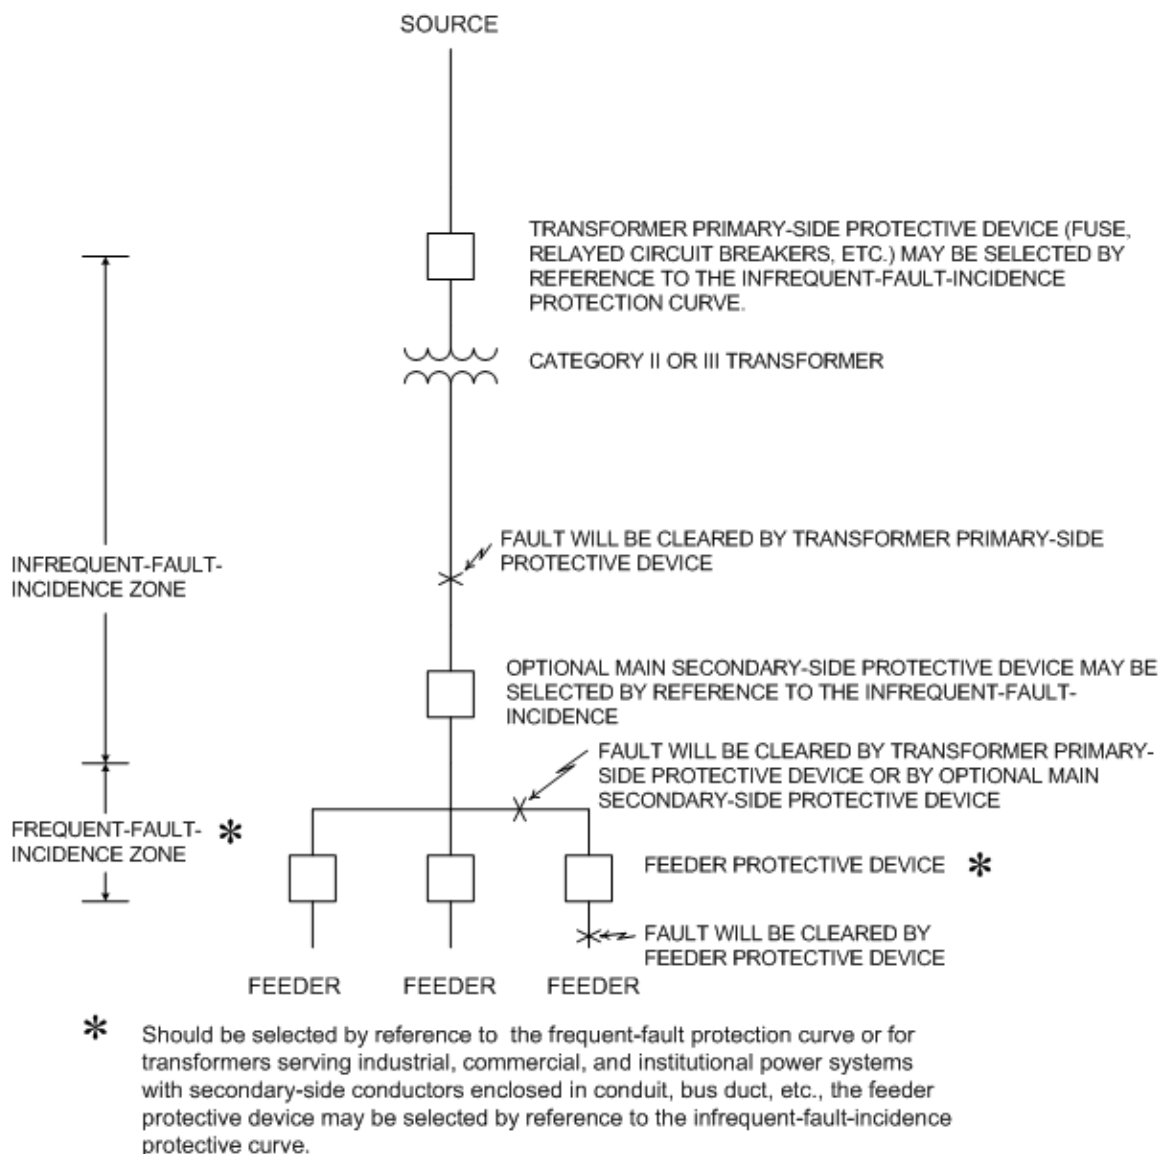 SOURCE
TRANSFORMER PRIMARY-SIDE PROTECTIVE DEVICE (FUSE,
RELAYED CIRCUIT BREAKERS, ETC.) MAY BE SELECTED BY
REFERENCE TO THE INFREQUENT-FAULT-INCIDENCE
PROTECTION CURVE.
CATEGORY II OR III TRANSFORMER
FAULT WILL BE CLEARED BY TRANSFORMER PRIMARY-SIDE
PROTECTIVE DEVICE
INFREQUENT-FAULT-
INCIDENCE ZONE
OPTIONAL MAIN SECONDARY-SIDE PROTECTIVE DEVICE MAY BE
SELECTED BY REFERENCE TO THE INFREQUENT-FAULT-
INCIDENCE
FAULT WILL BE CLEARED BY TRANSFORMER PRIMARY-
SIDE PROTECTIVE DEVICE OR BY OPTIONAL MAIN
SECONDARY-SIDE PROTECTIVE DEVICE
FREQUENT-FAULT- *
INCIDENCE ZONE
FEEDER PROTECTIVE DEVICE *
FAULT WILL BE CLEARED BY
FEEDER PROTECTIVE DEVICE
FEEDER FEEDER FEEDER
* Should be selected by reference to the frequent-fault protection curve or for
transformers serving industrial, commercial, and institutional power systems
with secondary-side conductors enclosed in conduit, bus duct, etc., the feeder
protective device may be selected by reference to the infrequent-fault-incidence
protective curve.